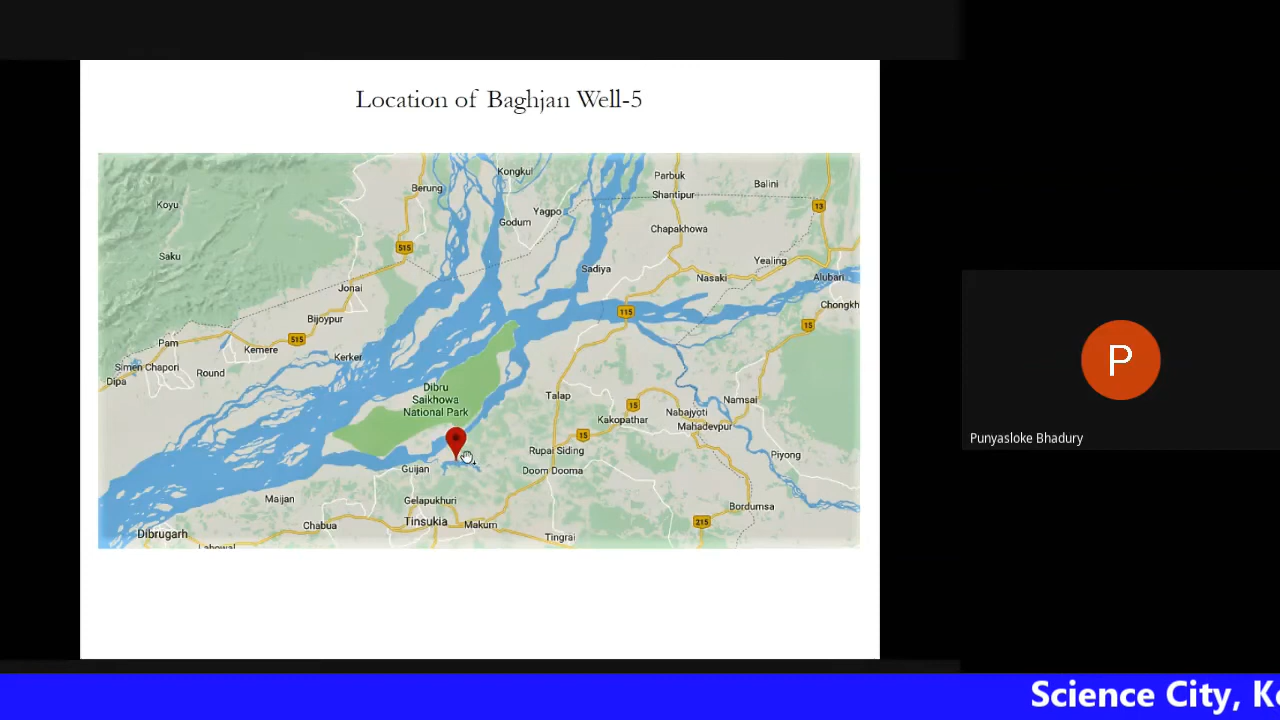 Location of Baghjan Well-5
Kongkul
Parbuk
Berung
Shantipur
Balini
Koyu
13
Yapgo
Godum
Chapakhowa
515
Saku
Yealing
Sadiya
Nasaki
Alubari
Jonai
Chongkh
115
Bijoypur
15
515
Pam
Kemere
Kerker
Simen Chapori
Round
Dipa
Dibru
Saikhowa
National Park
Talap
Namsai
15
Nabajyoti
Kakopathar
Mahadevpur
15
Rupai Siding
Piyong
Guijan
Doom Dooma
Maijan
Gelapukhuri
Bordumsa
Chabua
Tinsukia
Makum
215
Dibrugarh
Tingrai
Lahowal
P
Punyasloke Bhadury
Science City, K